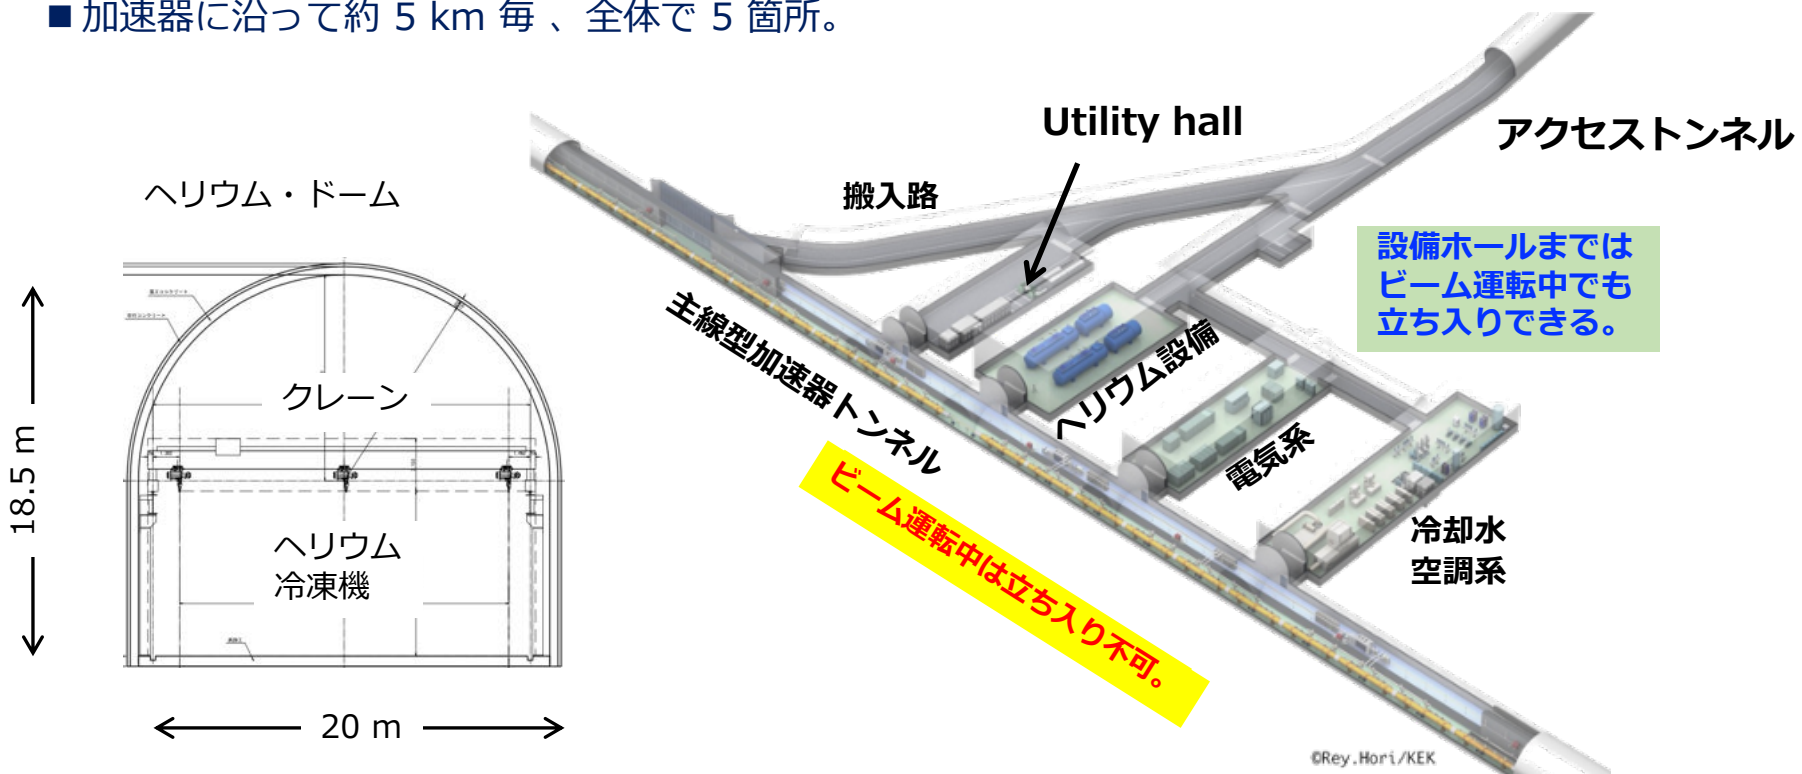 ■ 加速器に沿って約 5 km 毎 、全体で 5 箇所。
Utility hall
アクセストンネル
搬入路
ヘリウム・ドーム
設備ホールまでは
ビーム運転中でも
立ち入りできる。
主線型加速器トンネル
ヘリウム設備
クレーン
電気系
18.5 m
ビーム運転中は立ち入り不可。
冷却水
空調系
ヘリウム
冷凍機
20 m
©Rey.Hori/KEK